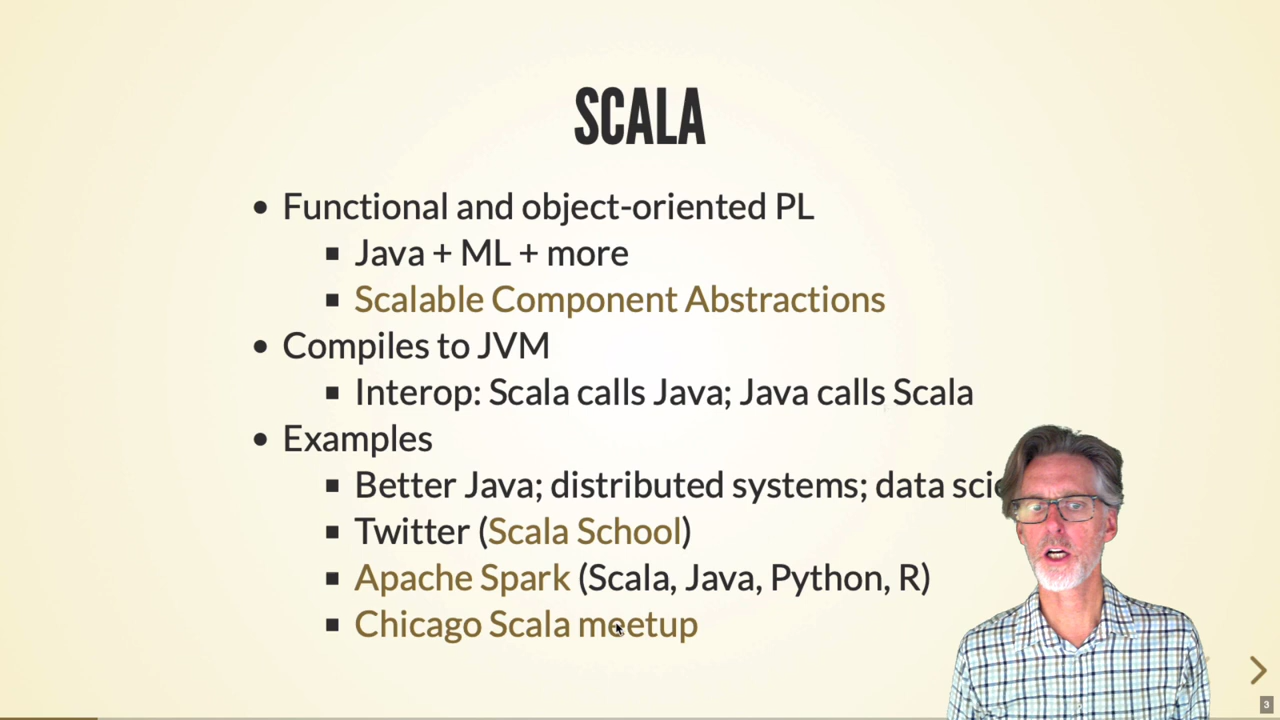 SCALA
• Functional and object-oriented PL
▪ Java + ML + more
▪ Scalable Component Abstractions
• Compiles to JVM
▪ Interop: Scala calls Java; Java calls Scala
• Examples
▪ Better Java; distributed systems; data
▪ Twitter (Scala School)
▪ Apache Spark (Scala, Java, Python, R)
▪ Chicago Scala meetup
3